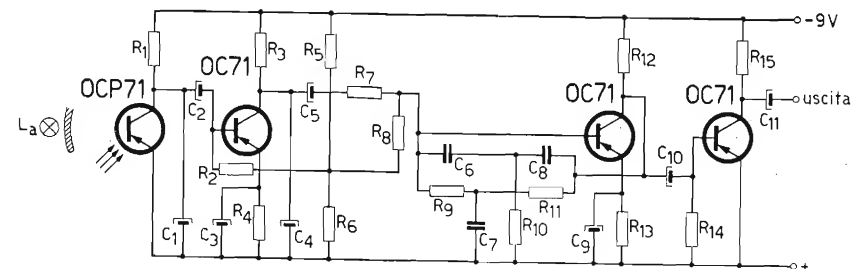 -9V
R1
R3
R5
R12
R15
OCP71
OC71
OC71
OC71
La
C2
C5
R7
R8
R2
C6
C8
C10
C11
uscita
R9
R11
C1
C3
R4
C4
R6
C7
R10
C9
R13
R14
+